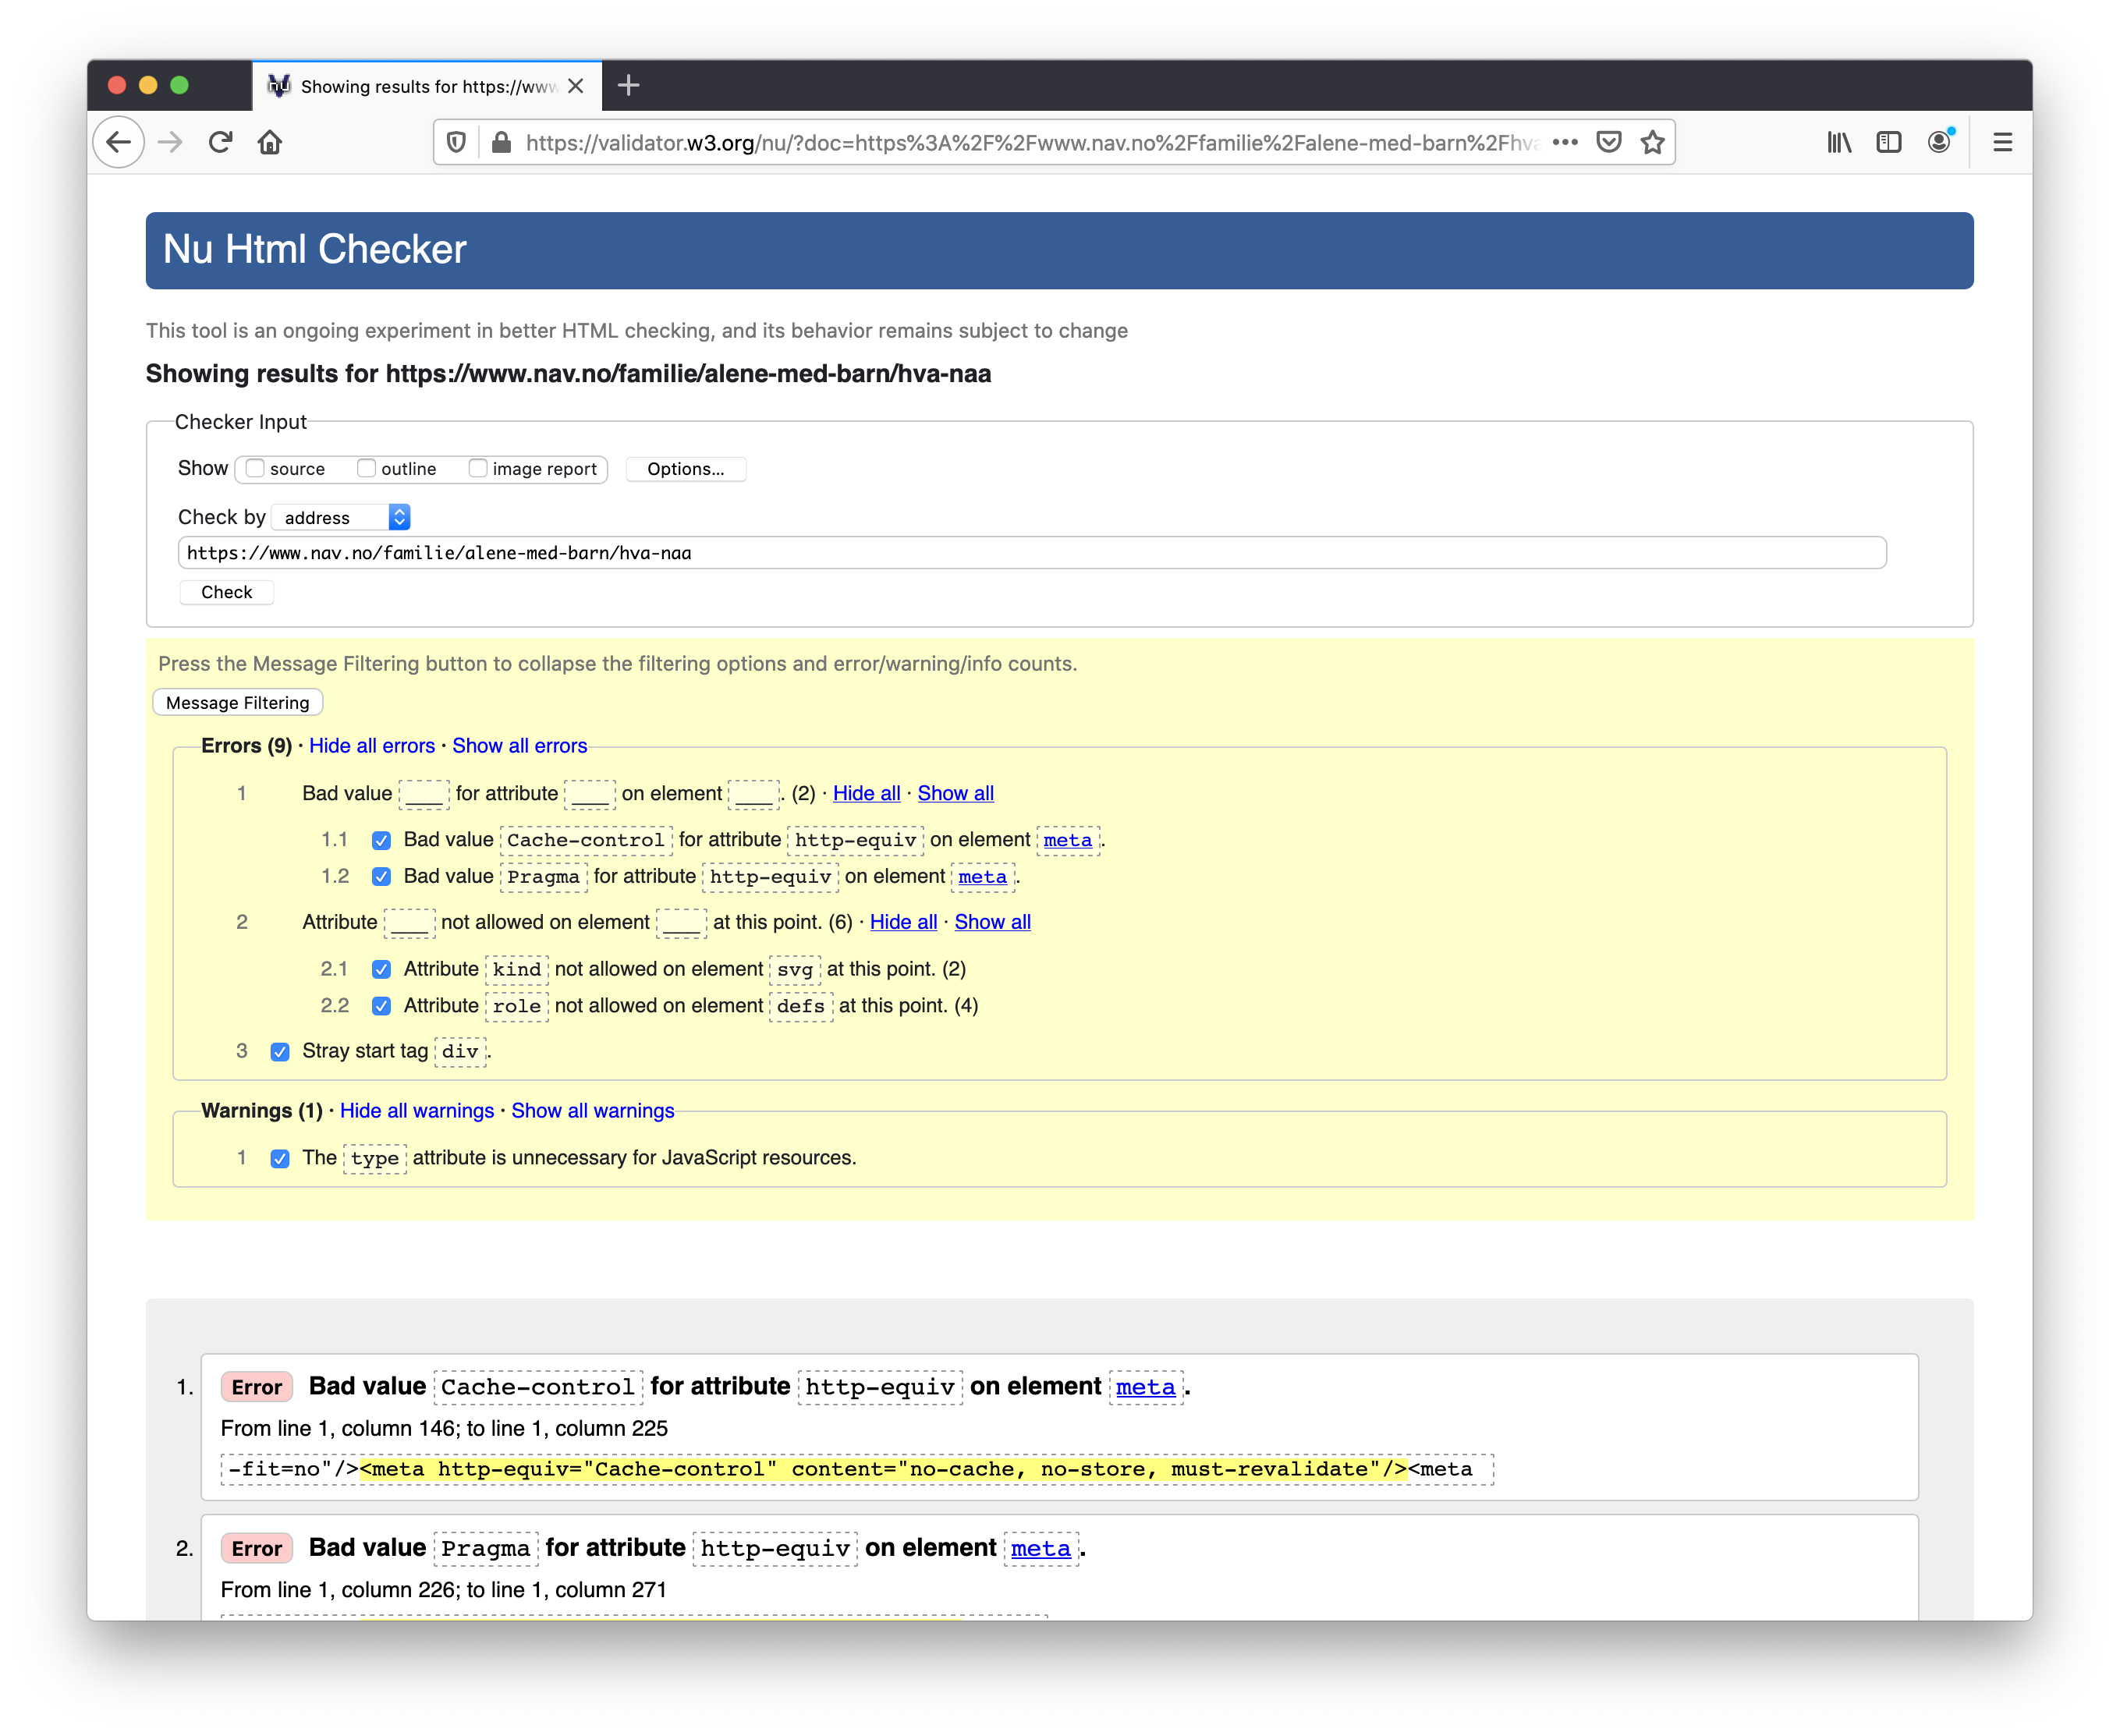 Showing results for https://www
https://validator.w3.org/nu/?doc=https%3A%2F%2Fwww.nav.no%2Ffamilie%2Falene-med-barn%2Fhva
Nu Html Checker
This tool is an ongoing experiment in better HTML checking, and its behavior remains subject to change
Showing results for https://www.nav.no/familie/alene-med-barn/hva-naa
Checker Input
Show source outline image report Options...
Check by address
https://www.nav.no/familie/alene-med-barn/hva-naa
Check
Press the Message Filtering button to collapse the filtering options and error/warning/info counts.
Message Filtering
Errors (9) · Hide all errors · Show all errors
1 Bad value ___ for attribute ___ on element ___. (2) · Hide all · Show all
1.1 Bad value Cache-control for attribute http-equiv on element meta.
1.2 Bad value Pragma for attribute http-equiv on element meta.
2 Attribute ___ not allowed on element ___ at this point. (6) · Hide all · Show all
2.1 Attribute kind not allowed on element svg at this point. (2)
2.2 Attribute role not allowed on element defs at this point. (4)
3 Stray start tag div.
Warnings (1) · Hide all warnings · Show all warnings
1 The type attribute is unnecessary for JavaScript resources.
1. Error Bad value Cache-control for attribute http-equiv on element meta.
From line 1, column 146; to line 1, column 225
-fit=no"/><meta http-equiv="Cache-control" content="no-cache, no-store, must-revalidate"/><meta
2. Error Bad value Pragma for attribute http-equiv on element meta.
From line 1, column 226; to line 1, column 271